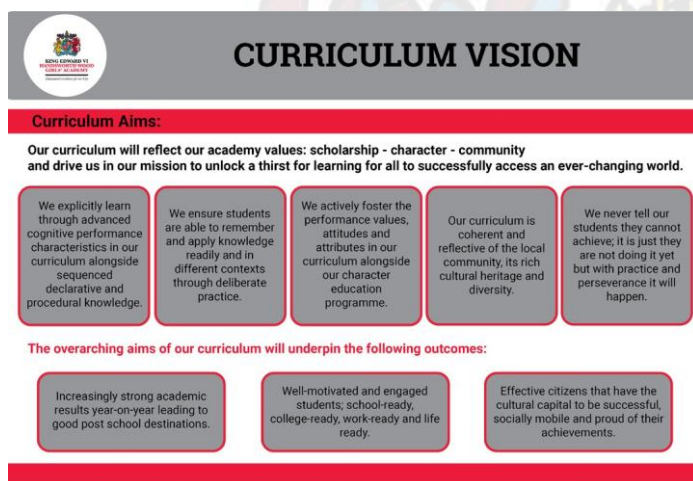 KING EDWARD VI
HANDSWORTH WOOD
GIRLS' ACADEMY
CURRICULUM VISION
Curriculum Aims:
Our curriculum will reflect our academy values: scholarship - character - community
and drive us in our mission to unlock a thirst for learning for all to successfully access an ever-changing world.
We explicitly learn
through advanced
cognitive performance
characteristics in our
curriculum alongside
sequenced
declarative and
procedural knowledge.
We ensure students
are able to remember
and apply knowledge
readily and in
different contexts
through deliberate
practice.
We actively foster the
performance values,
attitudes and
attributes in our
curriculum alongside
our character
education
programme.
Our curriculum is
coherent and
reflective of the local
community, its rich
cultural heritage and
diversity.
We never tell our
students they cannot
achieve; it is just they
are not doing it yet
but with practice and
perseverance it will
happen.
The overarching aims of our curriculum will underpin the following outcomes:
Increasingly strong academic
results year-on-year leading to
good post school destinations.
Well-motivated and engaged
students; school-ready,
college-ready, work-ready and life
ready.
Effective citizens that have the
cultural capital to be successful,
socially mobile and proud of their
achievements.